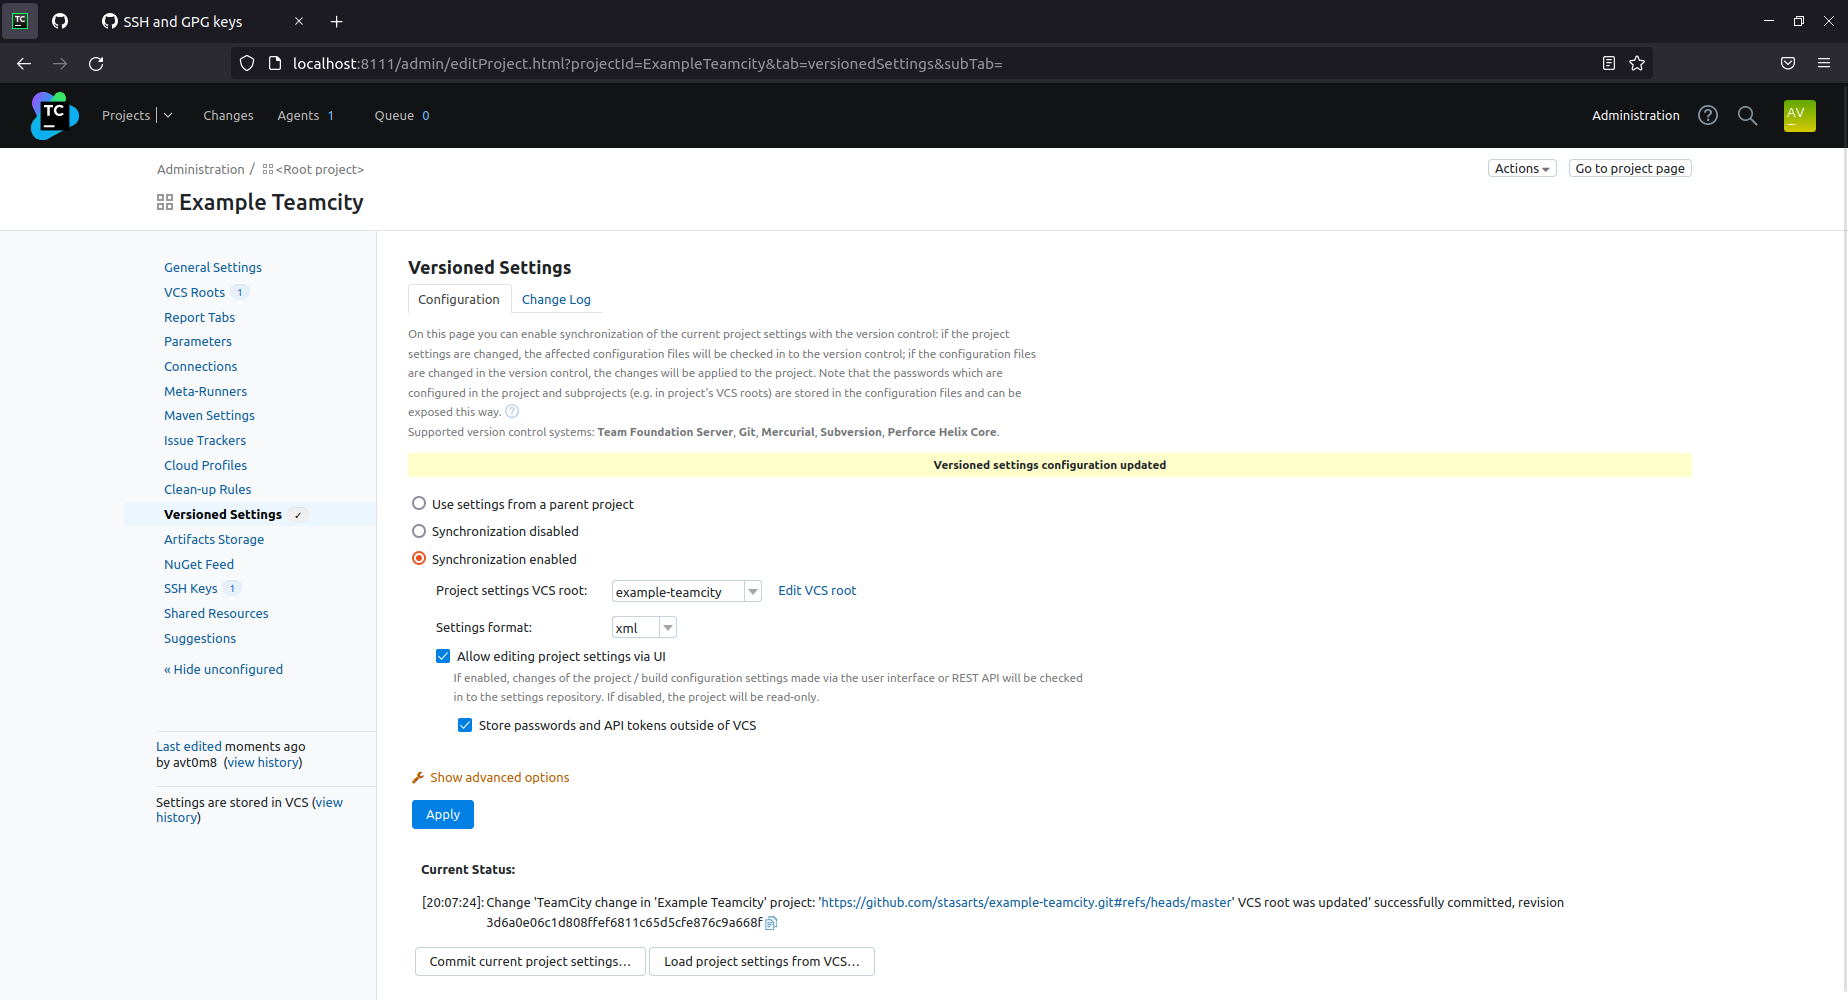 TC SSH and GPG keys
localhost:8111/admin/editProject.html?projectId=ExampleTeamcity&tab=versionedSettings&subTab=
TC Projects Changes Agents 1 Queue 0 Administration AV
Administration / <Root project> Actions Go to project page
Example Teamcity
General Settings
VCS Roots 1
Report Tabs
Parameters
Connections
Meta-Runners
Maven Settings
Issue Trackers
Cloud Profiles
Clean-up Rules
Versioned Settings ✓
Artifacts Storage
NuGet Feed
SSH Keys 1
Shared Resources
Suggestions
« Hide unconfigured
Last edited moments ago
by avt0m8 (view history)
Settings are stored in VCS (view
history)
Versioned Settings
Configuration Change Log
On this page you can enable synchronization of the current project settings with the version control: if the project
settings are changed, the affected configuration files will be checked in to the version control; if the configuration files
are changed in the version control, the changes will be applied to the project. Note that the passwords which are
configured in the project and subprojects (e.g. in project's VCS roots) are stored in the configuration files and can be
exposed this way. ?
Supported version control systems: Team Foundation Server, Git, Mercurial, Subversion, Perforce Helix Core.
Versioned settings configuration updated
Use settings from a parent project
Synchronization disabled
Synchronization enabled
Project settings VCS root: example-teamcity Edit VCS root
Settings format: xml
Allow editing project settings via UI
If enabled, changes of the project / build configuration settings made via the user interface or REST API will be checked
in to the settings repository. If disabled, the project will be read-only.
Store passwords and API tokens outside of VCS
Show advanced options
Apply
Current Status:
[20:07:24]: Change 'TeamCity change in 'Example Teamcity' project: 'https://github.com/stasarts/example-teamcity.git#refs/heads/master' VCS root was updated' successfully committed, revision
3d6a0e06c1d808ffef6811c65d5cfe876c9a668f
Commit current project settings... Load project settings from VCS...